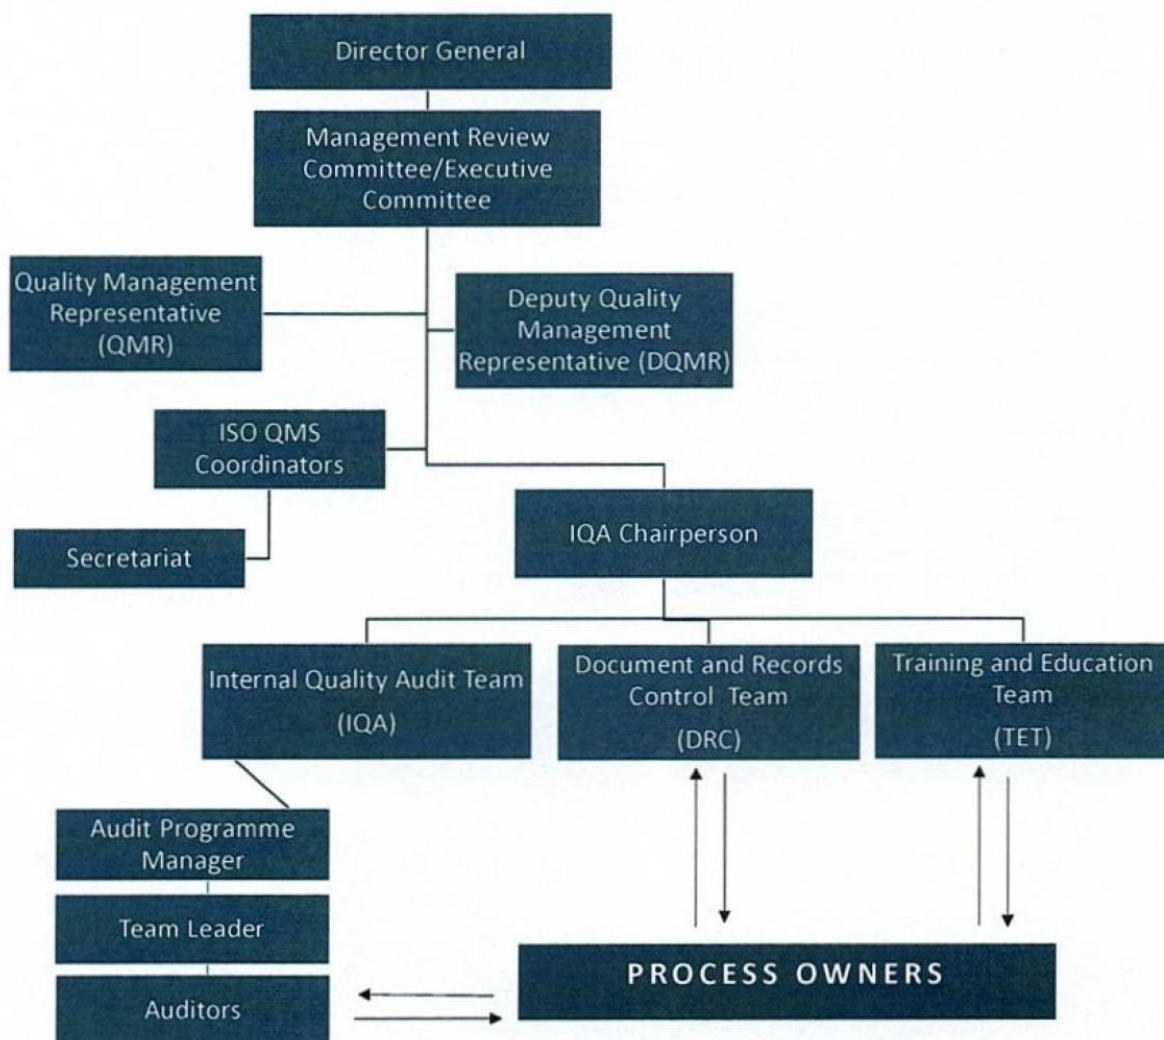 Director General
Management Review
Committee/Executive
Committee
Quality Management
Representative
(QMR)
Deputy Quality
Management
Representative (DQMR)
ISO QMS
Coordinators
Secretariat
IQA Chairperson
Internal Quality Audit Team
(IQA)
Document and Records
Control Team
(DRC)
Training and Education
Team
(TET)
Audit Programme
Manager
Team Leader
Auditors
PROCESS OWNERS